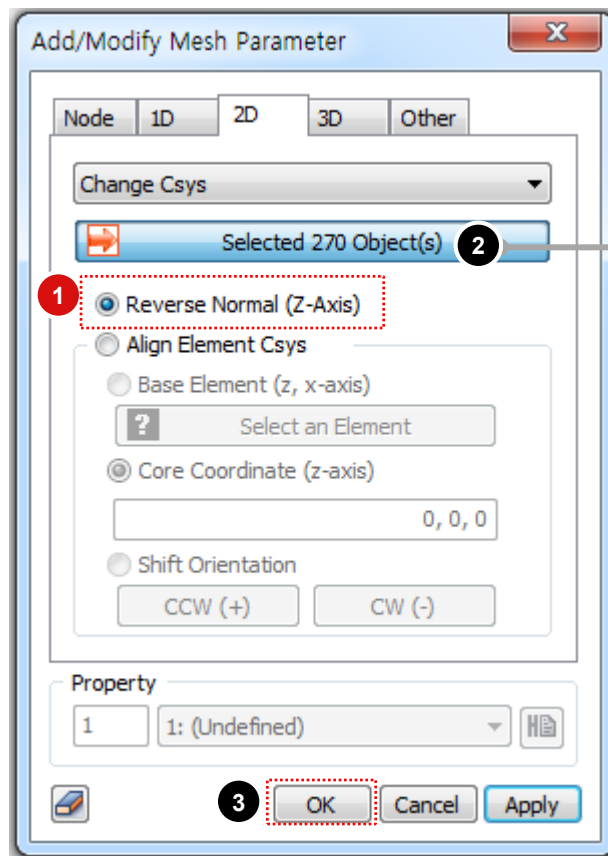 Add/Modify Mesh Parameter
Node 1D 2D 3D Other
Change Csys
Selected 270 Object(s) 2
1 Reverse Normal (Z-Axis)
Align Element Csys
Base Element (z, x-axis)
? Select an Element
Core Coordinate (z-axis)
0, 0, 0
Shift Orientation
CCW (+) CW (-)
Property
1 1: (Undefined)
3 OK Cancel Apply